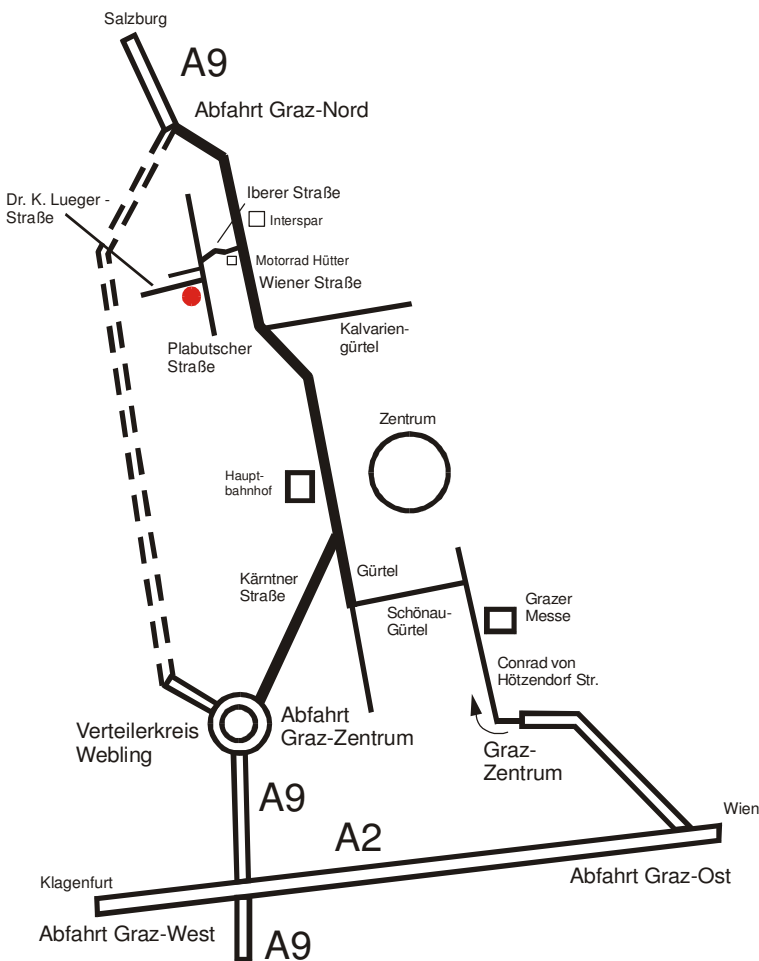 Salzburg
A9
Abfahrt Graz-Nord
Dr. K. Lueger -
Straße
Iberer Straße
Interspar
Motorrad Hütter
Wiener Straße
Plabutscher
Straße
Kalvarien-
gürtel
Zentrum
Haupt-
bahnhof
Kärntner
Straße
Gürtel
Schönau-
Gürtel
Grazer
Messe
Conrad von
Hötzendorf Str.
Verteilerkreis
Webling
Abfahrt
Graz-Zentrum
Graz-
Zentrum
A9
A2
Wien
Klagenfurt
Abfahrt Graz-Ost
Abfahrt Graz-West
A9